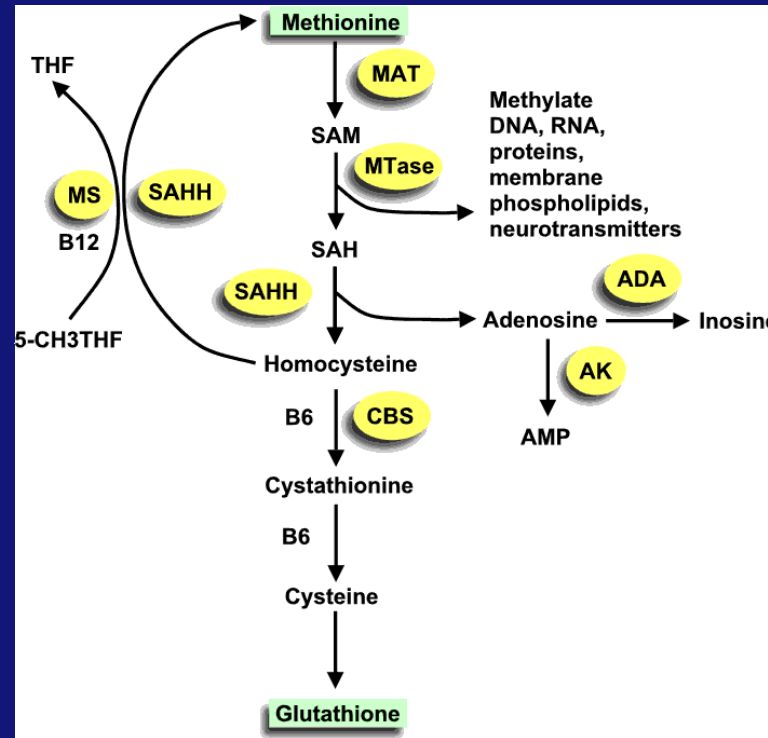 Methionine
THF
MAT
Methylate
DNA, RNA,
proteins,
membrane
phospholipids,
neurotransmitters
SAM
MTase
MS
SAHH
B12
SAH
ADA
SAHH
Adenosine
Inosine
5-CH3THF
Homocysteine
AK
B6
CBS
AMP
Cystathionine
B6
Cysteine
Glutathione